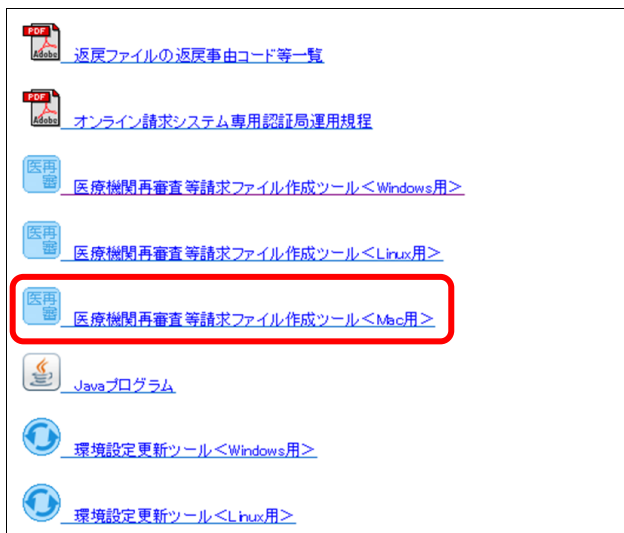 PDF
Adobe
返戻ファイルの返戻事由コード等一覧
PDF
Adobe
オンライン請求システム専用認証局運用規程
医再
審
医療機関再審査等請求ファイル作成ツール＜Windows用＞
医再
審
医療機関再審査等請求ファイル作成ツール＜Linux用＞
医再
審
医療機関再審査等請求ファイル作成ツール＜Mac用＞
Javaプログラム
環境設定更新ツール＜Windows用＞
環境設定更新ツール＜Linux用＞